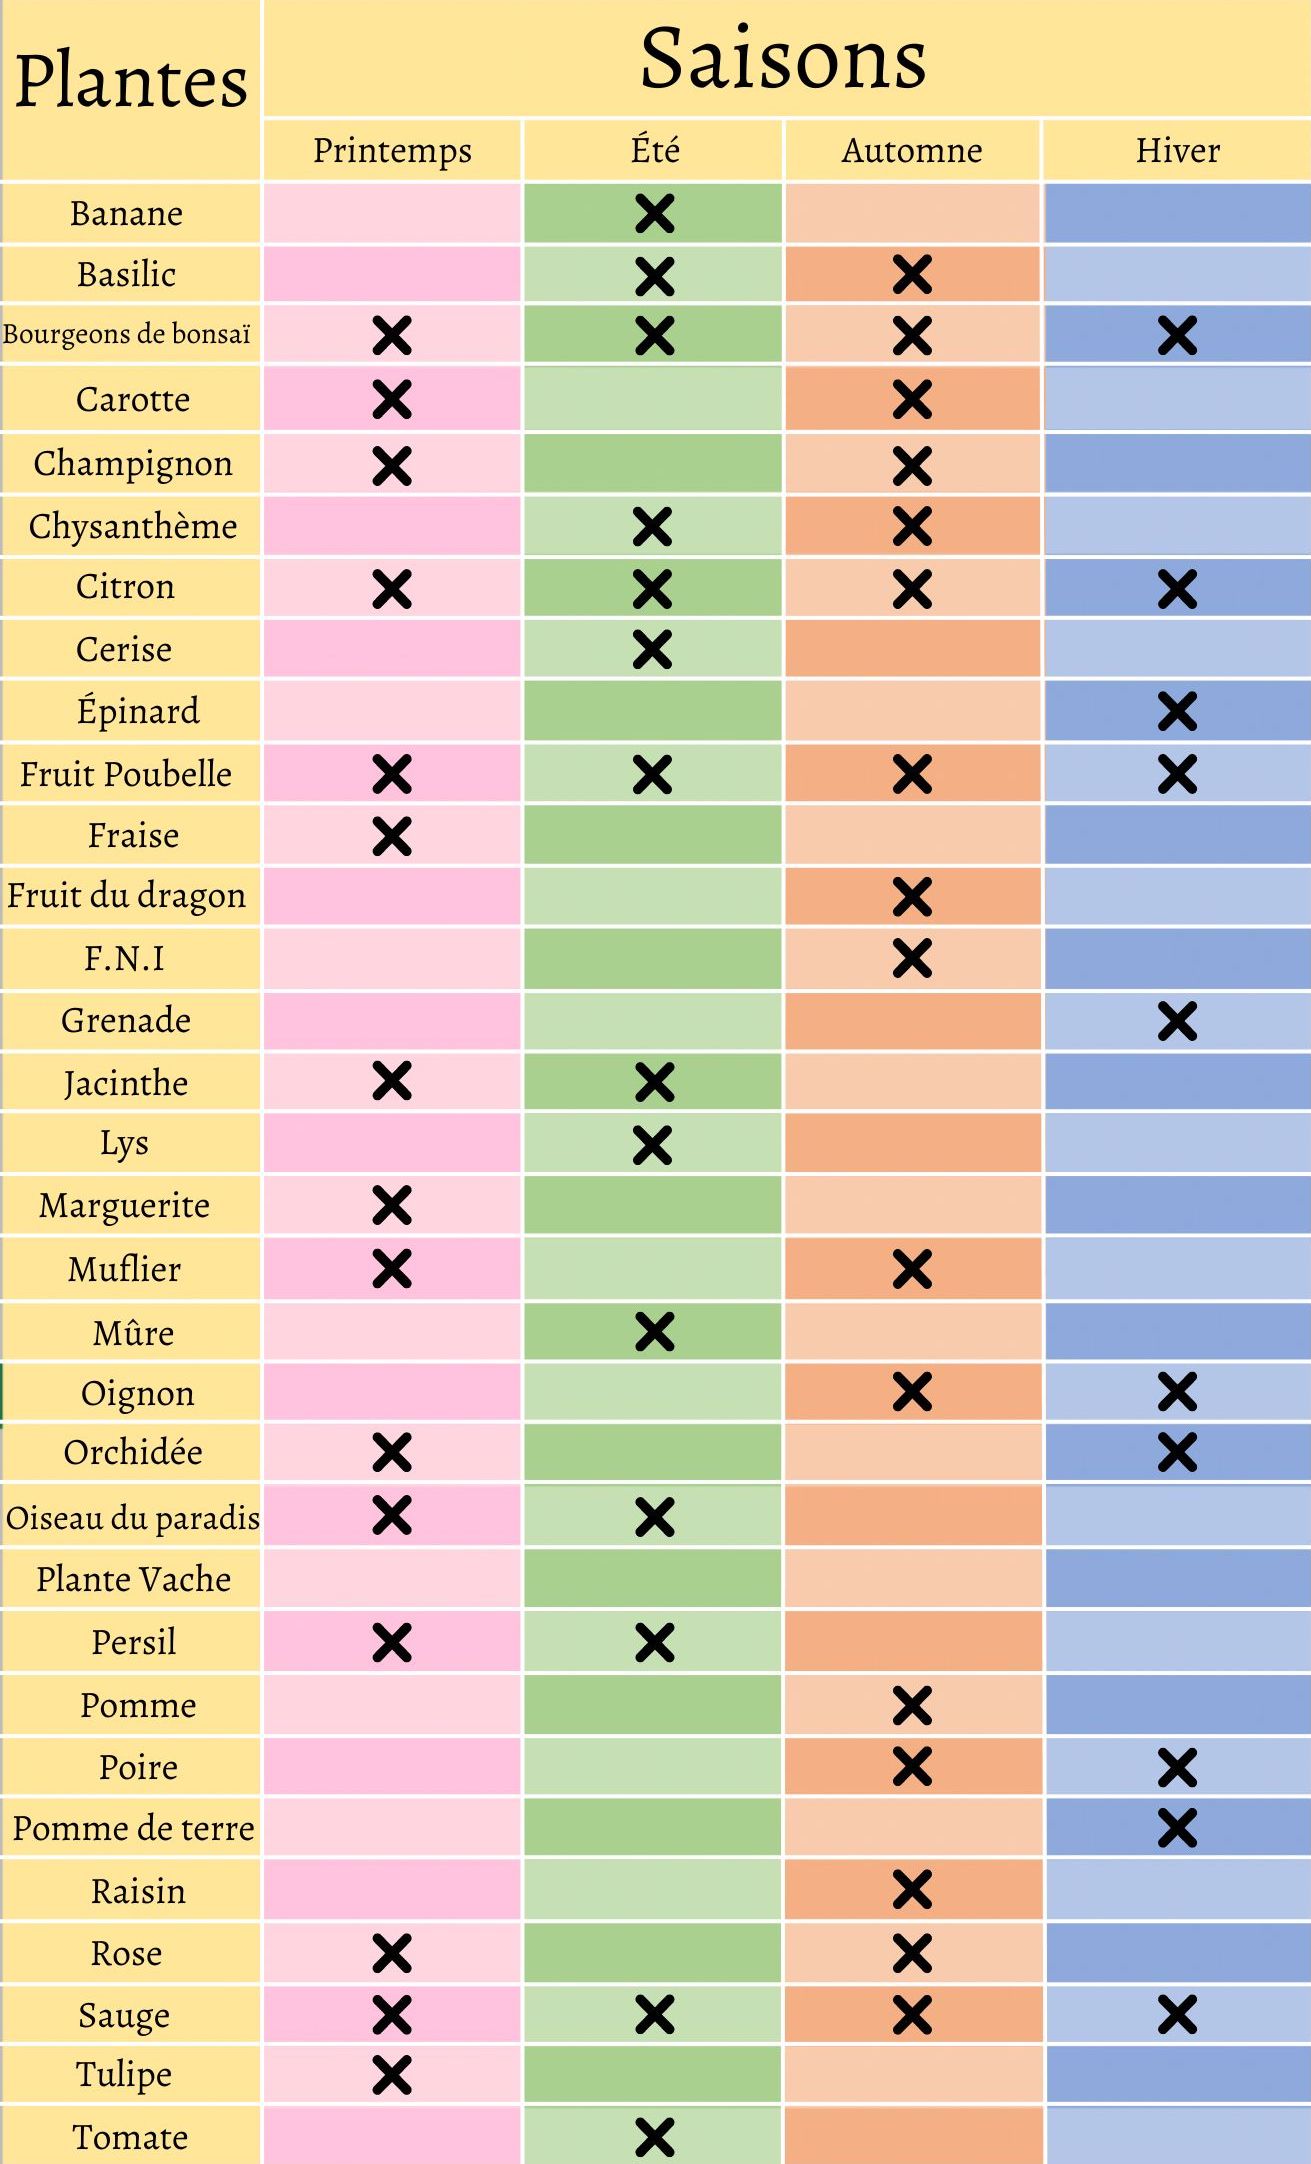 Plantes
Saisons
Printemps Été Automne Hiver
Banane
Basilic
Bourgeons de bonsaï
Carotte
Champignon
Chysanthème
Citron
Cerise
Épinard
Fruit Poubelle
Fraise
Fruit du dragon
F.N.I
Grenade
Jacinthe
Lys
Marguerite
Muflier
Mûre
Oignon
Orchidée
Oiseau du paradis
Plante Vache
Persil
Pomme
Poire
Pomme de terre
Raisin
Rose
Sauge
Tulipe
Tomate